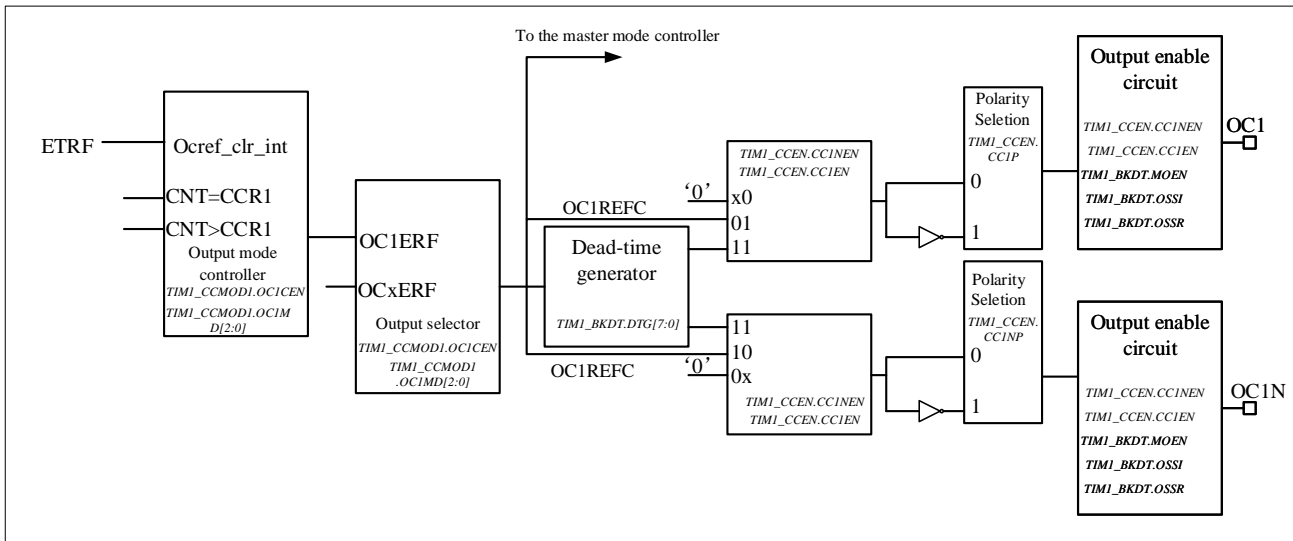 To the master mode controller
ETRF
Ocref_clr_int
CNT=CCR1
CNT>CCR1
Output mode
controller
TIM1_CCMOD1.OC1CEN
TIM1_CCMOD1.OC1M
D[2:0]
OC1ERF
OCxERF
Output selector
TIM1_CCMOD1.OC1CEN
TIM1_CCMOD1
.OC1MD[2:0]
OC1REFC
Dead-time
generator
TIM1_BKDT.DTG[7:0]
OC1REFC
TIM1_CCEN.CC1NEN
TIM1_CCEN.CC1EN
‘0’
x0
01
11
11
10
‘0’
0x
TIM1_CCEN.CC1NEN
TIM1_CCEN.CC1EN
Polarity
Seletion
TIM1_CCEN.
CC1P
0
1
Polarity
Seletion
TIM1_CCEN.
CC1NP
0
1
Output enable
circuit
TIM1_CCEN.CC1NEN
TIM1_CCEN.CC1EN
TIM1_BKDT.MOEN
TIM1_BKDT.OSSI
TIM1_BKDT.OSSR
OC1
Output enable
circuit
TIM1_CCEN.CC1NEN
TIM1_CCEN.CC1EN
TIM1_BKDT.MOEN
TIM1_BKDT.OSSI
TIM1_BKDT.OSSR
OC1N